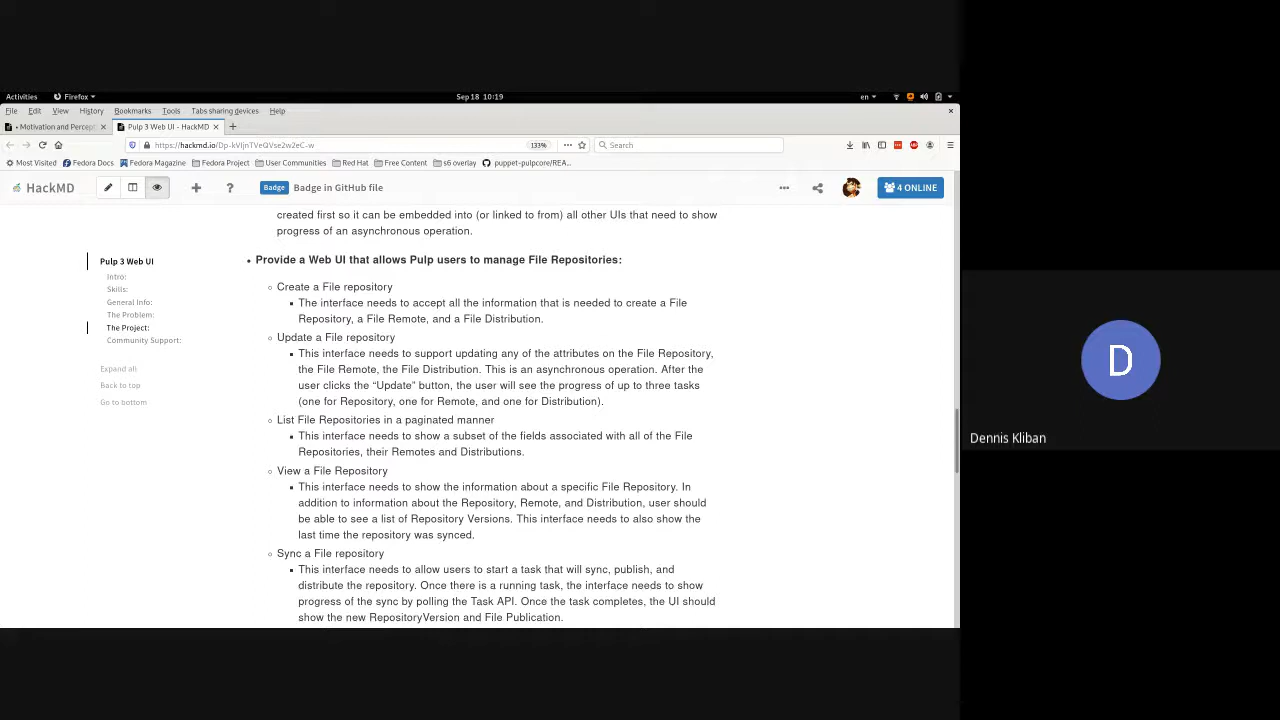 Activities Firefox Sep 18 10:19 en
File Edit View History Bookmarks Tools Tabs sharing devices Help
• Motivation and Percept Pulp 3 Web UI - HackMD
https://hackmd.io/Dp-kVIjnTVeQVse2w2eC-w 133% Search
Most Visited Fedora Docs Fedora Magazine Fedora Project User Communities Red Hat Free Content s6 overlay puppet-pulpcore/REA...
HackMD Badge Badge in GitHub file 4 ONLINE
created first so it can be embedded into (or linked to from) all other UIs that need to show
progress of an asynchronous operation.
Pulp 3 Web UI
Intro:
Skills:
General Info:
The Problem:
The Project:
Community Support:
Expand all
Back to top
Go to bottom
• Provide a Web UI that allows Pulp users to manage File Repositories:
Create a File repository
The interface needs to accept all the information that is needed to create a File
Repository, a File Remote, and a File Distribution.
Update a File repository
This interface needs to support updating any of the attributes on the File Repository,
the File Remote, the File Distribution. This is an asynchronous operation. After the
user clicks the “Update” button, the user will see the progress of up to three tasks
(one for Repository, one for Remote, and one for Distribution).
List File Repositories in a paginated manner
This interface needs to show a subset of the fields associated with all of the File
Repositories, their Remotes and Distributions.
View a File Repository
This interface needs to show the information about a specific File Repository. In
addition to information about the Repository, Remote, and Distribution, user should
be able to see a list of Repository Versions. This interface needs to also show the
last time the repository was synced.
Sync a File repository
This interface needs to allow users to start a task that will sync, publish, and
distribute the repository. Once there is a running task, the interface needs to show
progress of the sync by polling the Task API. Once the task completes, the UI should
show the new RepositoryVersion and File Publication.
D
Dennis Kliban